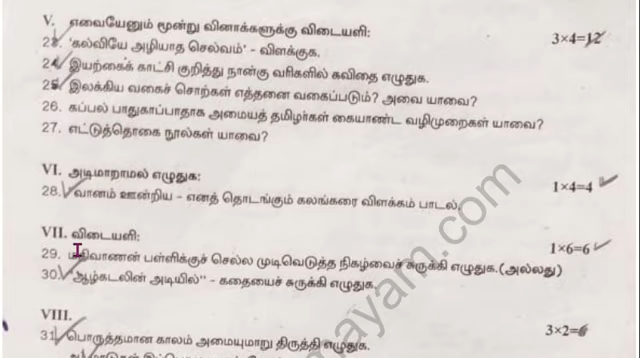 V. எவையேனும் மூன்று வினாக்களுக்கு விடையளி: 3×4=12
23. 'கல்வியே அழியாத செல்வம்' - விளக்குக.
24. இயற்கைக் காட்சி குறித்து நான்கு வரிகளில் கவிதை எழுதுக.
25. இலக்கிய வகைச் சொற்கள் எத்தனை வகைப்படும்? அவை யாவை?
26. கப்பல் பாதுகாப்பாதாக அமையத் தமிழர்கள் கையாண்ட வழிமுறைகள் யாவை?
27. எட்டுத்தொகை நூல்கள் யாவை?
VI. அடிமாறாமல் எழுதுக: 1×4=4
28. வானம் ஊன்றிய - எனத் தொடங்கும் கலங்கரை விளக்கம் பாடல்.
VII. விடையளி: 1×6=6
29. மதிவாணன் பள்ளிக்குச் செல்ல முடிவெடுத்த நிகழ்வைச் சுருக்கி எழுதுக.(அல்லது)
30. "ஆழ்கடலின் அடியில்" - கதையைச் சுருக்கி எழுதுக.
VIII. 3×2=6
31. பொருத்தமான காலம் அமையுமாறு திருத்தி எழுதுக.